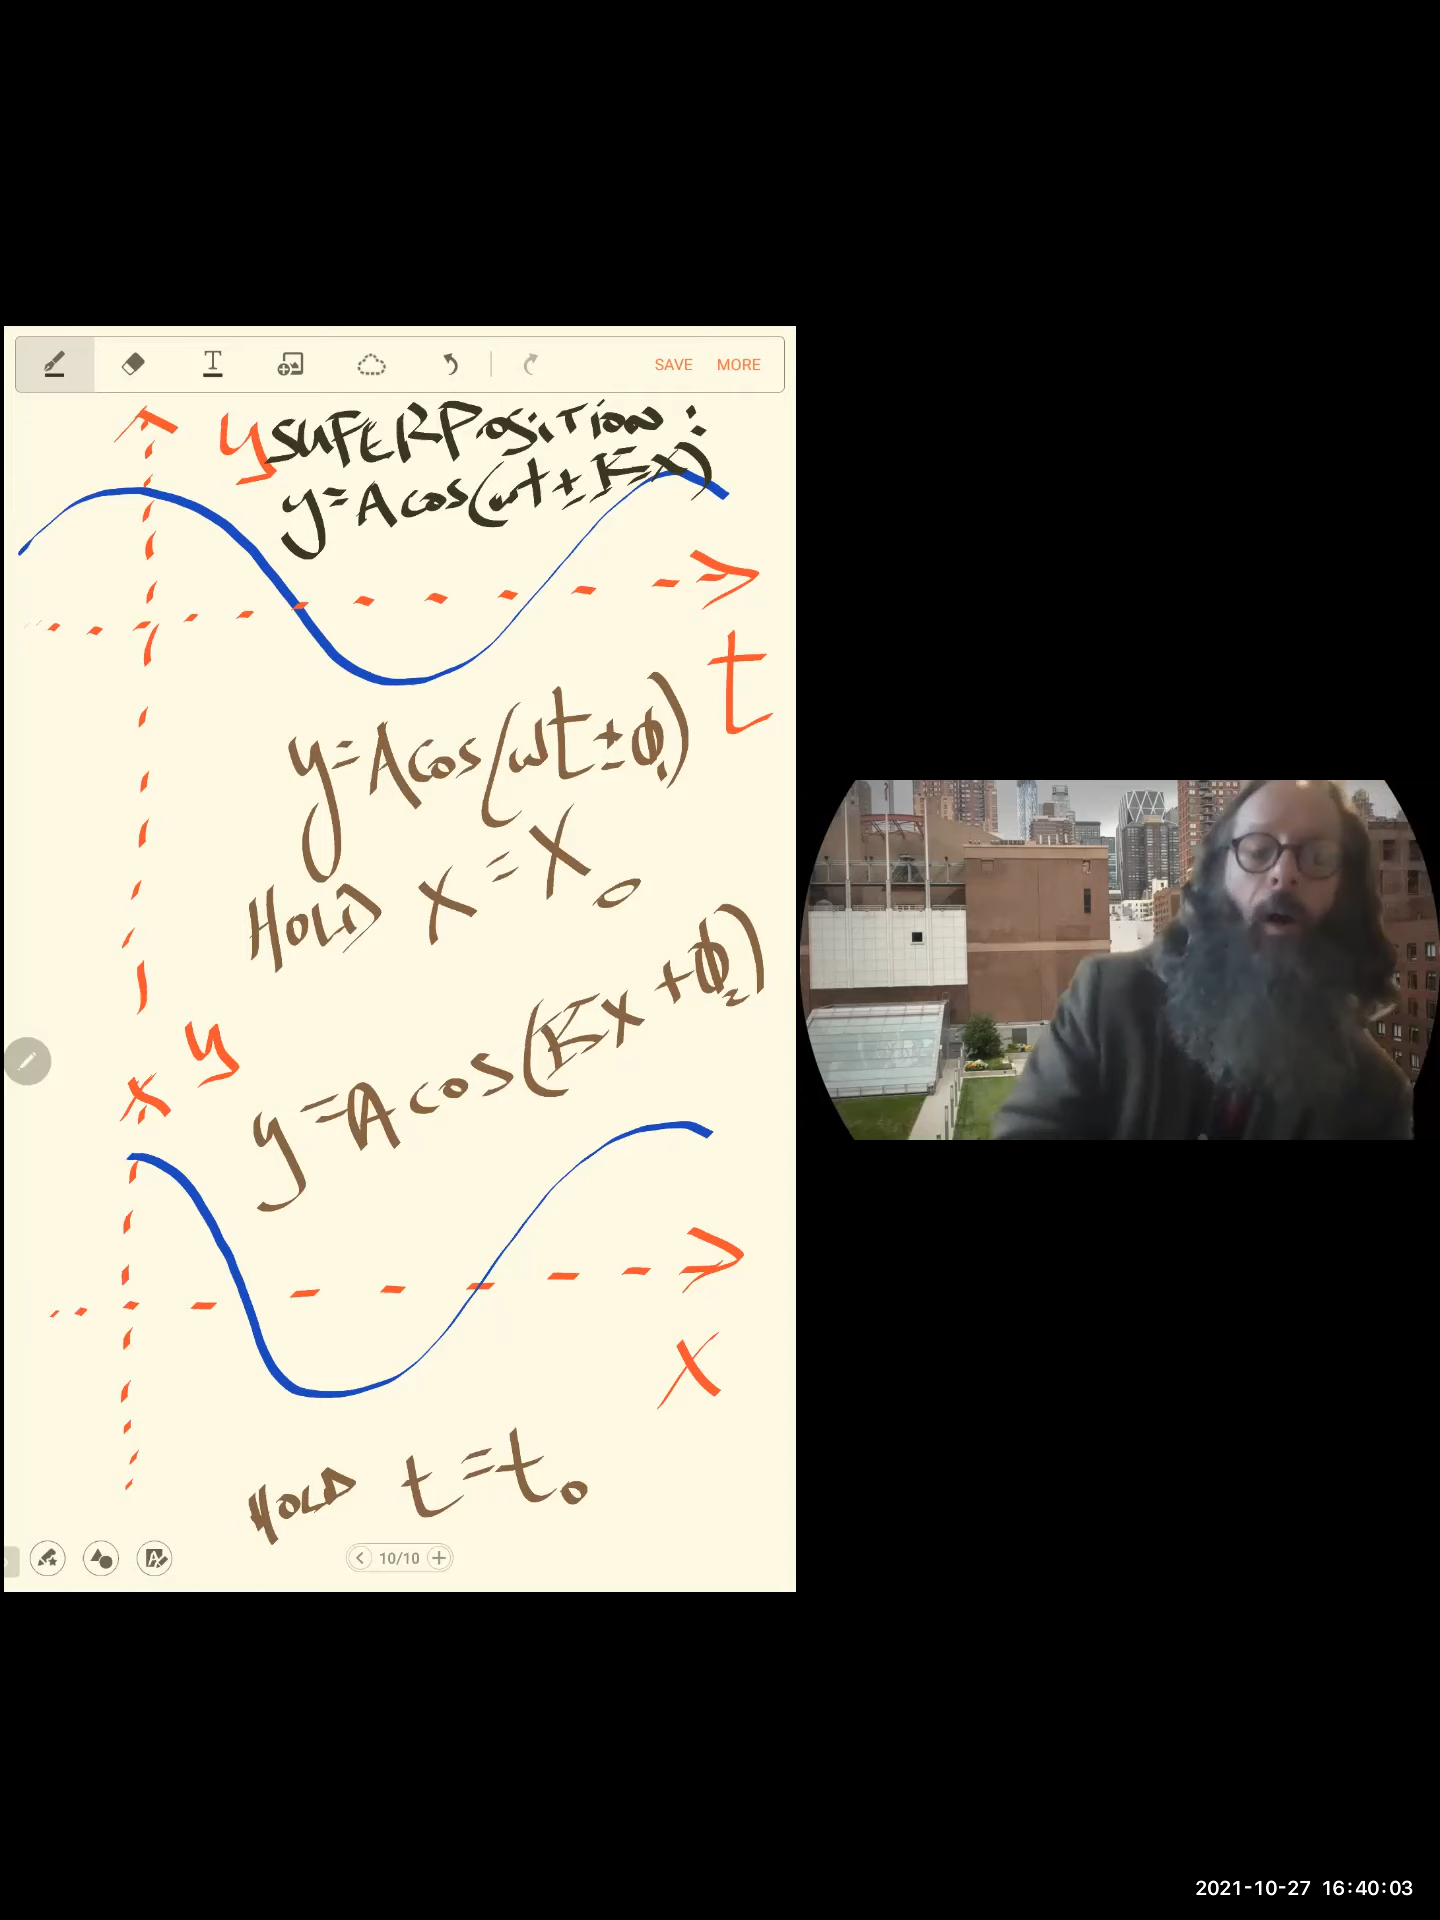 T
SAVE MORE
y SUPERPOSITION:
y=Acos(ωt±Kx)
t
y=Acos(ωt±φ₁)
HOLD x=x₀
y
y=Acos(Kx+φ₂)
x
HOLD t=t₀
A
10/10
2021-10-27 16:40:03